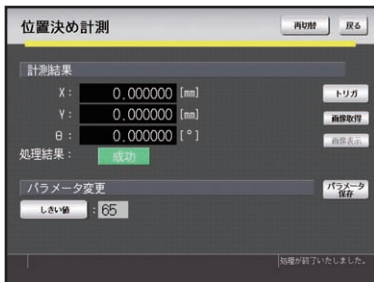 位置決め計測
再切替
戻る
計測結果
X: 0.000000 [mm]
Y: 0.000000 [mm]
θ: 0.000000 [°]
処理結果: 成功
トリガ
画像取得
画像表示
パラメータ変更
パラメータ
保存
しきい値 : 65
処理が終了いたしました。